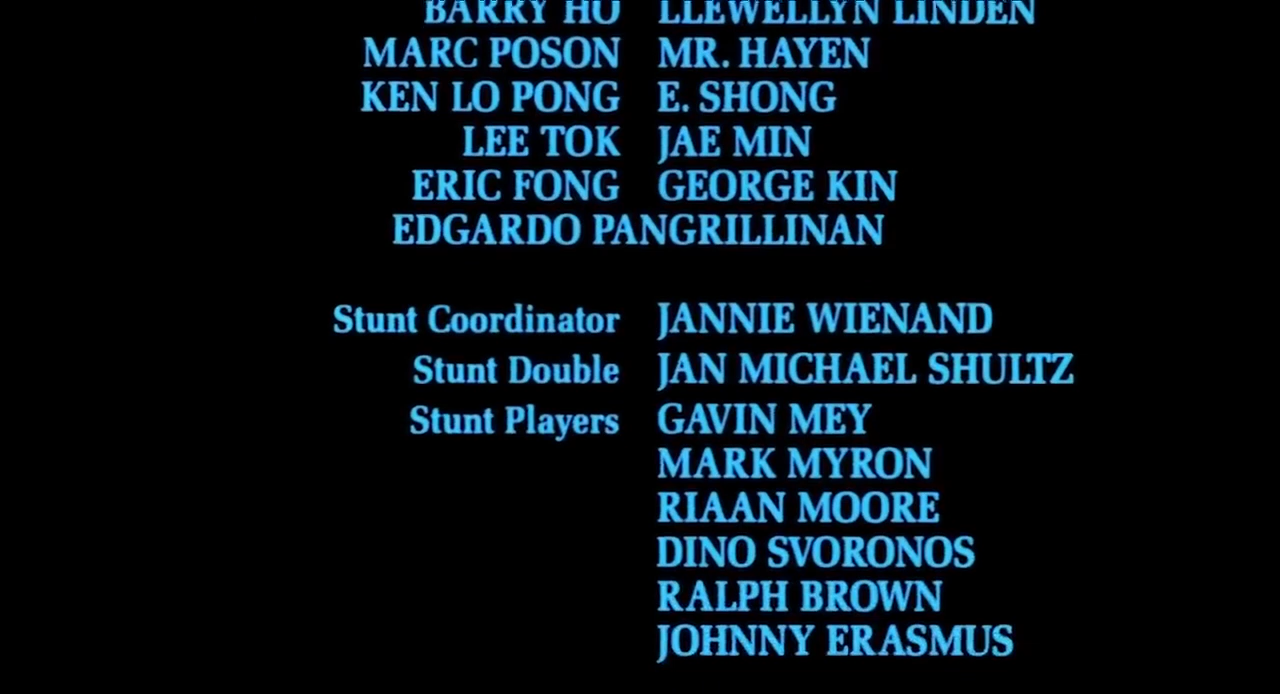 BARRY HO LLEWELLYN LINDEN
MARC POSON MR. HAYEN
KEN LO PONG E. SHONG
LEE TOK JAE MIN
ERIC FONG GEORGE KIN
EDGARDO PANGRILLINAN
Stunt Coordinator JANNIE WIENAND
Stunt Double JAN MICHAEL SHULTZ
Stunt Players GAVIN MEY
MARK MYRON
RIAAN MOORE
DINO SVORONOS
RALPH BROWN
JOHNNY ERASMUS